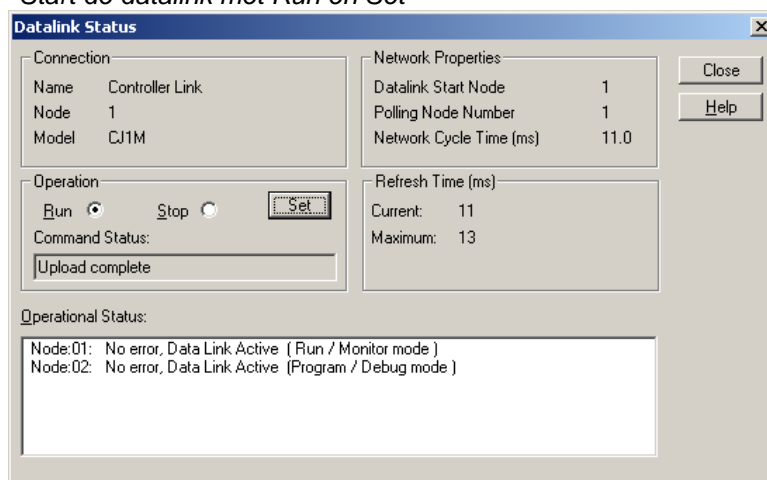 Start de datalink met Run en Set
Datalink Status
Connection
Name Controller Link
Node 1
Model CJ1M
Network Properties
Datalink Start Node 1
Polling Node Number 1
Network Cycle Time (ms) 11.0
Close
Help
Operation
Run Stop Set
Command Status:
Upload complete
Refresh Time (ms)
Current: 11
Maximum: 13
Operational Status:
Node:01: No error, Data Link Active ( Run / Monitor mode )
Node:02: No error, Data Link Active (Program / Debug mode )